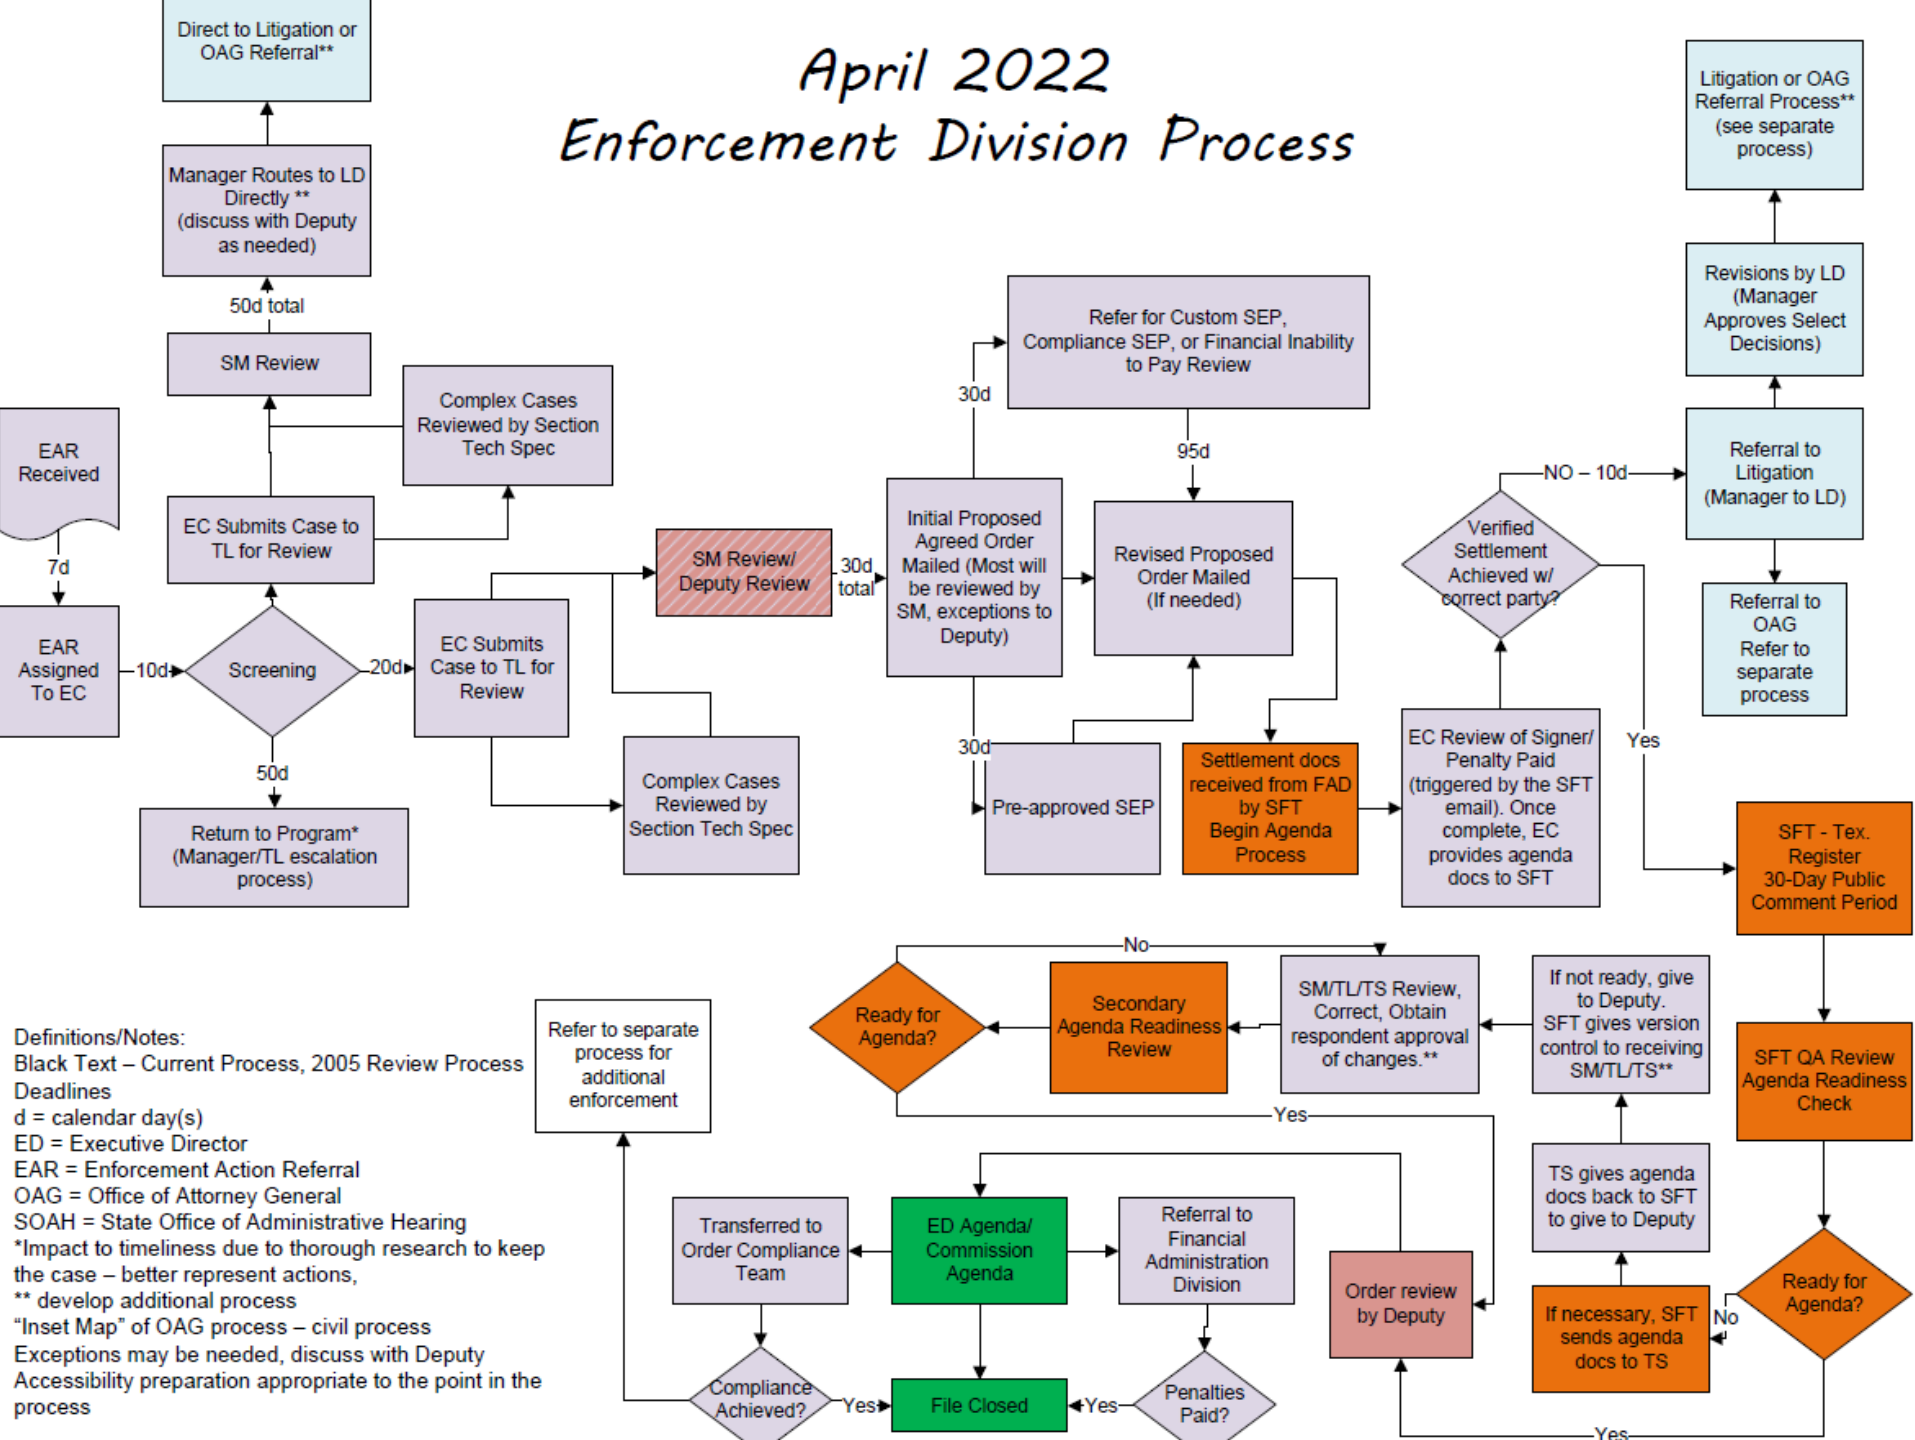 April 2022
Enforcement Division Process
Direct to Litigation or
OAG Referral**
Manager Routes to LD
Directly **
(discuss with Deputy
as needed)
50d total
SM Review
Complex Cases
Reviewed by Section
Tech Spec
EAR
Received
7d
EC Submits Case to
TL for Review
EAR
Assigned
To EC
10d
Screening
20d
50d
Return to Program*
(Manager/TL escalation
process)
EC Submits
Case to TL for
Review
Complex Cases
Reviewed by
Section Tech Spec
SM Review/
Deputy Review
30d
total
Initial Proposed
Agreed Order
Mailed (Most will
be reviewed by
SM, exceptions to
Deputy)
30d
Refer for Custom SEP,
Compliance SEP, or Financial Inability
to Pay Review
95d
Revised Proposed
Order Mailed
(If needed)
30d
Pre-approved SEP
Settlement docs
received from FAD
by SFT
Begin Agenda
Process
EC Review of Signer/
Penalty Paid
(triggered by the SFT
email). Once
complete, EC
provides agenda
docs to SFT
Verified
Settlement
Achieved w/
correct party?
NO – 10d
Yes
Litigation or OAG
Referral Process**
(see separate
process)
Revisions by LD
(Manager
Approves Select
Decisions)
Referral to
Litigation
(Manager to LD)
Referral to
OAG
Refer to
separate
process
SFT - Tex.
Register
30-Day Public
Comment Period
SFT QA Review
Agenda Readiness
Check
Ready for
Agenda?
No
Yes
If necessary, SFT
sends agenda
docs to TS
TS gives agenda
docs back to SFT
to give to Deputy
If not ready, give
to Deputy.
SFT gives version
control to receiving
SM/TL/TS**
SM/TL/TS Review,
Correct, Obtain
respondent approval
of changes.**
Secondary
Agenda Readiness
Review
Ready for
Agenda?
No
Yes
Order review
by Deputy
ED Agenda/
Commission
Agenda
Transferred to
Order Compliance
Team
Referral to
Financial
Administration
Division
Compliance
Achieved?
Yes
File Closed
Yes
Penalties
Paid?
Refer to separate
process for
additional
enforcement
Definitions/Notes:
Black Text – Current Process, 2005 Review Process
Deadlines
d = calendar day(s)
ED = Executive Director
EAR = Enforcement Action Referral
OAG = Office of Attorney General
SOAH = State Office of Administrative Hearing
*Impact to timeliness due to thorough research to keep
the case – better represent actions,
** develop additional process
“Inset Map” of OAG process – civil process
Exceptions may be needed, discuss with Deputy
Accessibility preparation appropriate to the point in the
process